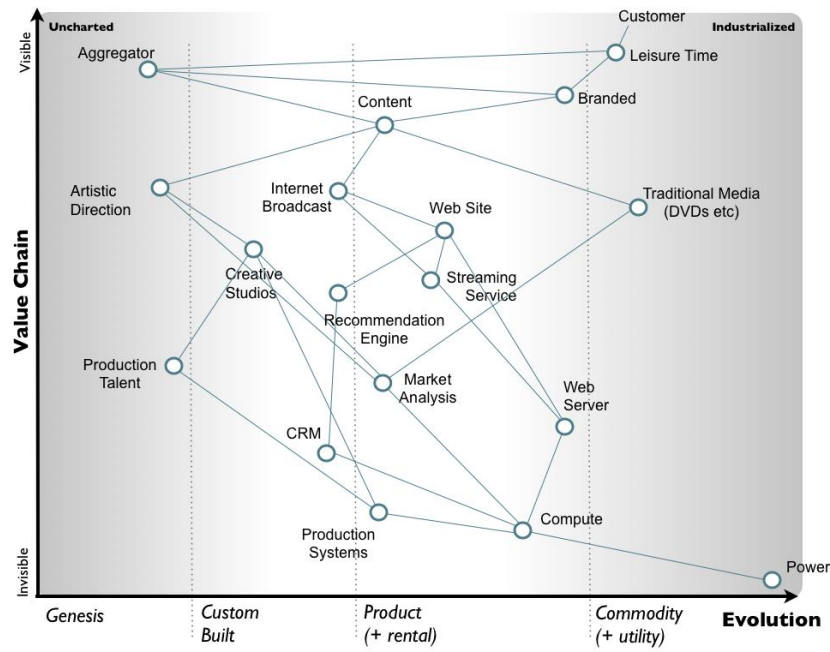 Customer
Uncharted
Industrialized
Visible
Aggregator
Leisure Time
Content
Branded
Artistic
Direction
Internet
Broadcast
Traditional Media
(DVDs etc)
Web Site
Creative
Studios
Streaming
Service
Recommendation
Engine
Value Chain
Production
Talent
Market
Analysis
Web
Server
CRM
Compute
Production
Systems
Power
Invisible
Genesis
Custom
Built
Product
(+ rental)
Commodity
(+ utility)
Evolution